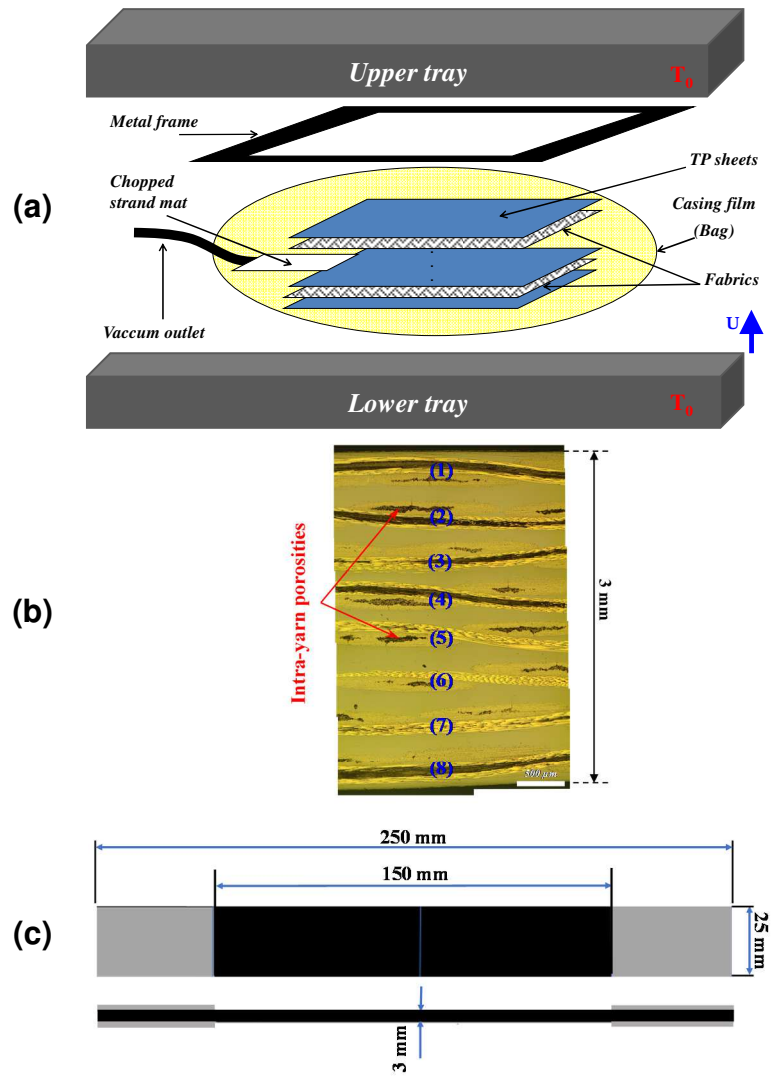 Upper tray
T₀
Metal frame
TP sheets
(a)
Chopped
strand mat
Casing film
(Bag)
Fabrics
Vaccum outlet
U
Lower tray
T₀
(b)
Intra-yarn porosities
(1)
(2)
(3)
(4)
(5)
(6)
(7)
(8)
3 mm
300 µm
250 mm
150 mm
(c)
25 mm
3 mm